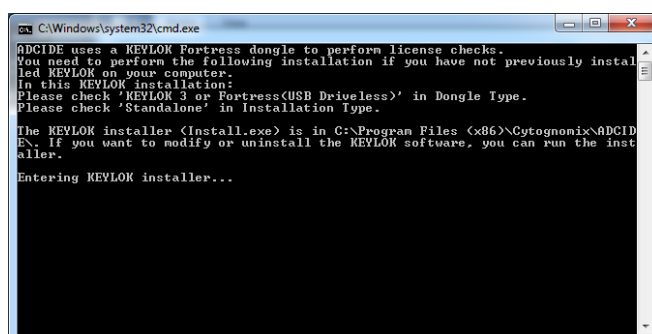 C:\Windows\system32\cmd.exe
ADCIDE uses a KEYLOK Fortress dongle to perform license checks.
You need to perform the following installation if you have not previously instal
led KEYLOK on your computer.
In this KEYLOK installation:
Please check 'KEYLOK 3 or Fortress(USB Driveless)' in Dongle Type.
Please check 'Standalone' in Installation Type.
The KEYLOK installer (Install.exe) is in C:\Program Files (x86)\Cytognomix\ADCID
E\. If you want to modify or uninstall the KEYLOK software, you can run the inst
aller.
Entering KEYLOK installer...